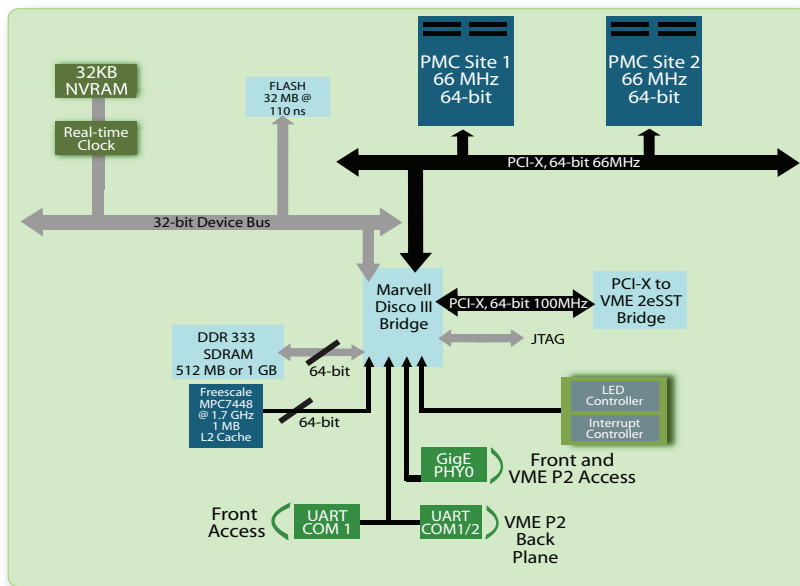 32KB
NVRAM
Real-time
Clock
FLASH
32 MB @
110 ns
PMC Site 1
66 MHz
64-bit
PMC Site 2
66 MHz
64-bit
PCI-X, 64-bit 66MHz
32-bit Device Bus
Marvell
Disco III
Bridge
PCI-X, 64-bit 100MHz
PCI-X to
VME 2eSST
Bridge
JTAG
DDR 333
SDRAM
512 MB or 1 GB
64-bit
Freescale
MPC7448
@ 1.7 GHz
1 MB
L2 Cache
64-bit
LED
Controller
Interrupt
Controller
GigE
PHY0
Front and
VME P2 Access
Front
Access
UART
COM 1
UART
COM1/2
VME P2
Back
Plane